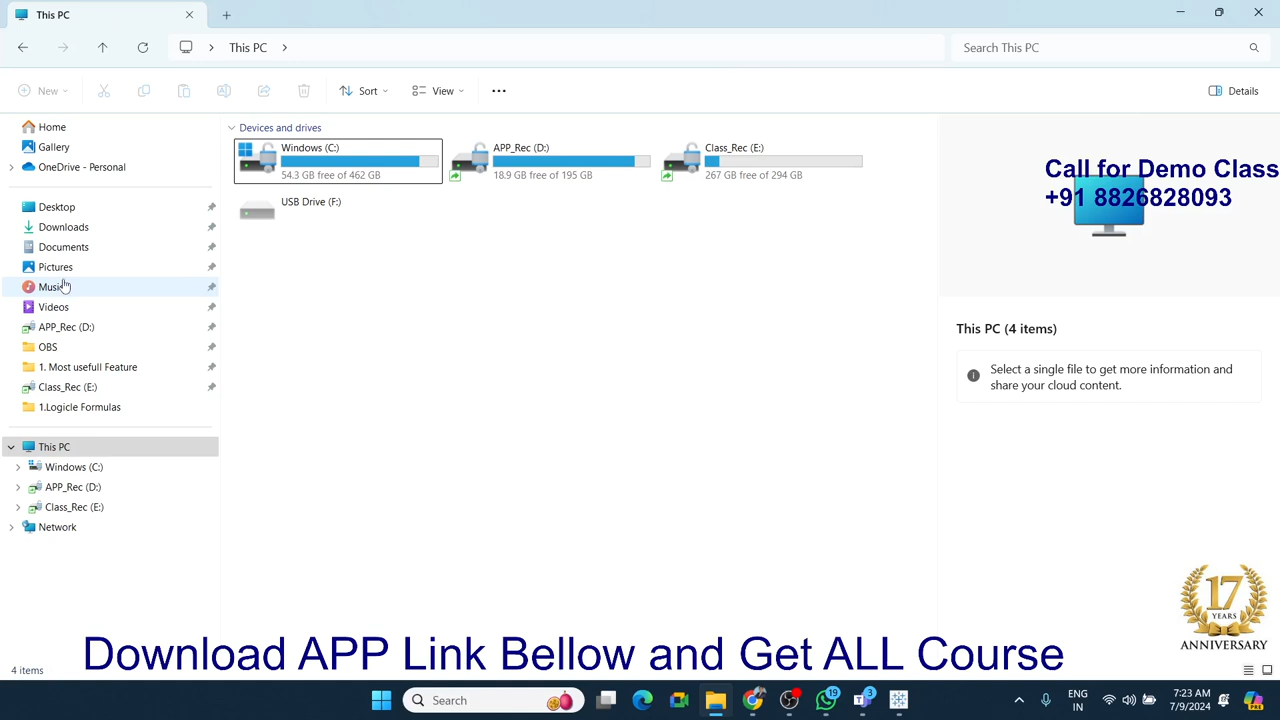 This PC
This PC
Search This PC
New
Sort
View
Details
Home
Gallery
OneDrive - Personal
Desktop
Downloads
Documents
Pictures
Music
Videos
APP_Rec (D:)
OBS
1. Most usefull Feature
Class_Rec (E:)
1.Logicle Formulas
This PC
Windows (C:)
APP_Rec (D:)
Class_Rec (E:)
Network
Devices and drives
Windows (C:)
54.3 GB free of 462 GB
APP_Rec (D:)
18.9 GB free of 195 GB
Class_Rec (E:)
267 GB free of 294 GB
USB Drive (F:)
Call for Demo Class
+91 8826828093
This PC (4 items)
Select a single file to get more information and
share your cloud content.
17
YEARS
ANNIVERSARY
Download APP Link Bellow and Get ALL Course
4 items
Search
19
3
ENG
IN
7:23 AM
7/9/2024